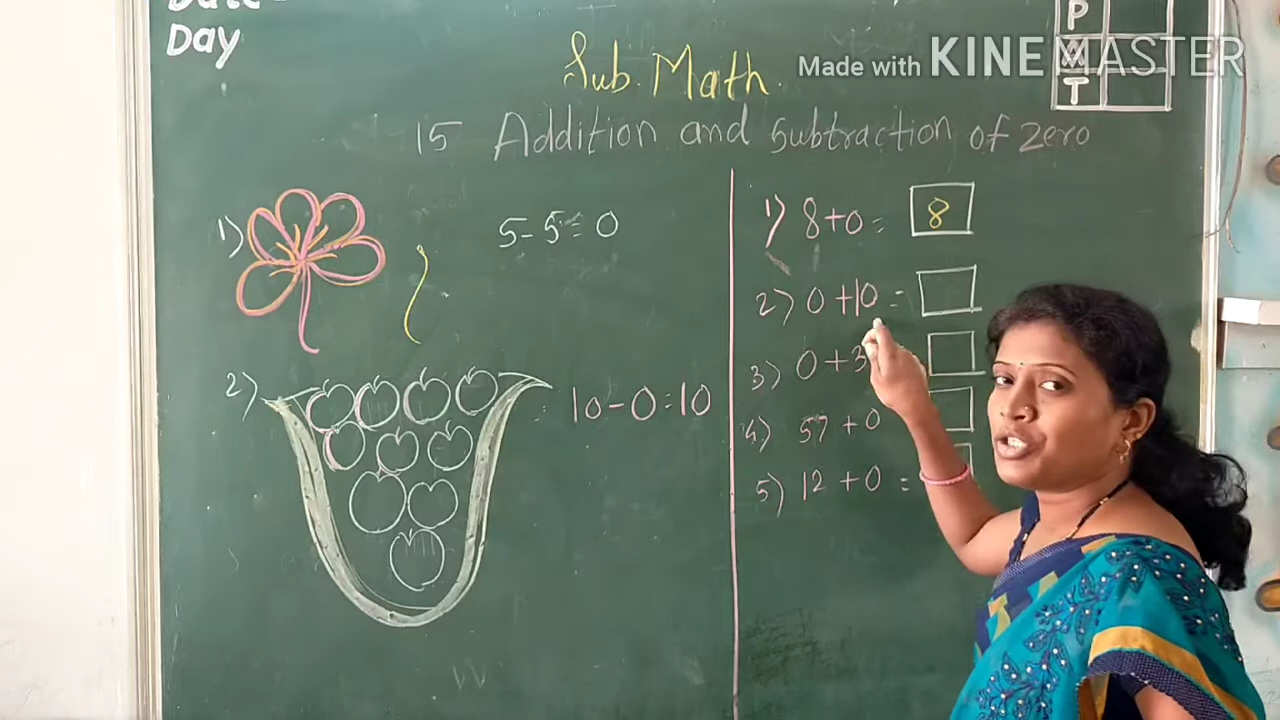 Day
P
T
Made with KINEMASTER
Sub. Math.
15 Addition and subtraction of zero
1)
5 - 5 = 0
2)
10 - 0 = 10
1) 8 + 0 = 8
2) 0 + 10 =
3) 0 + 3
4) 57 + 0
5) 12 + 0 =